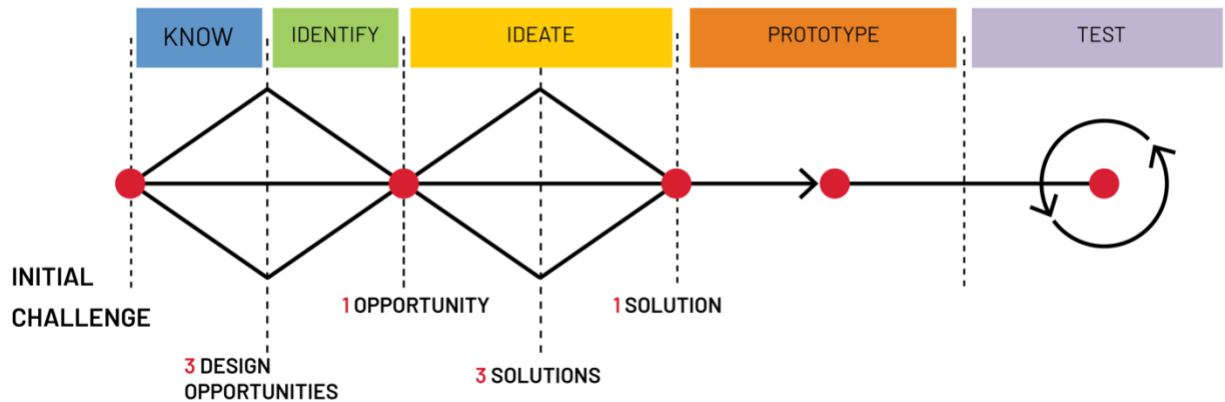 KNOW
IDENTIFY
IDEATE
PROTOTYPE
TEST
INITIAL
CHALLENGE
1 OPPORTUNITY
1 SOLUTION
3 DESIGN
OPPORTUNITIES
3 SOLUTIONS